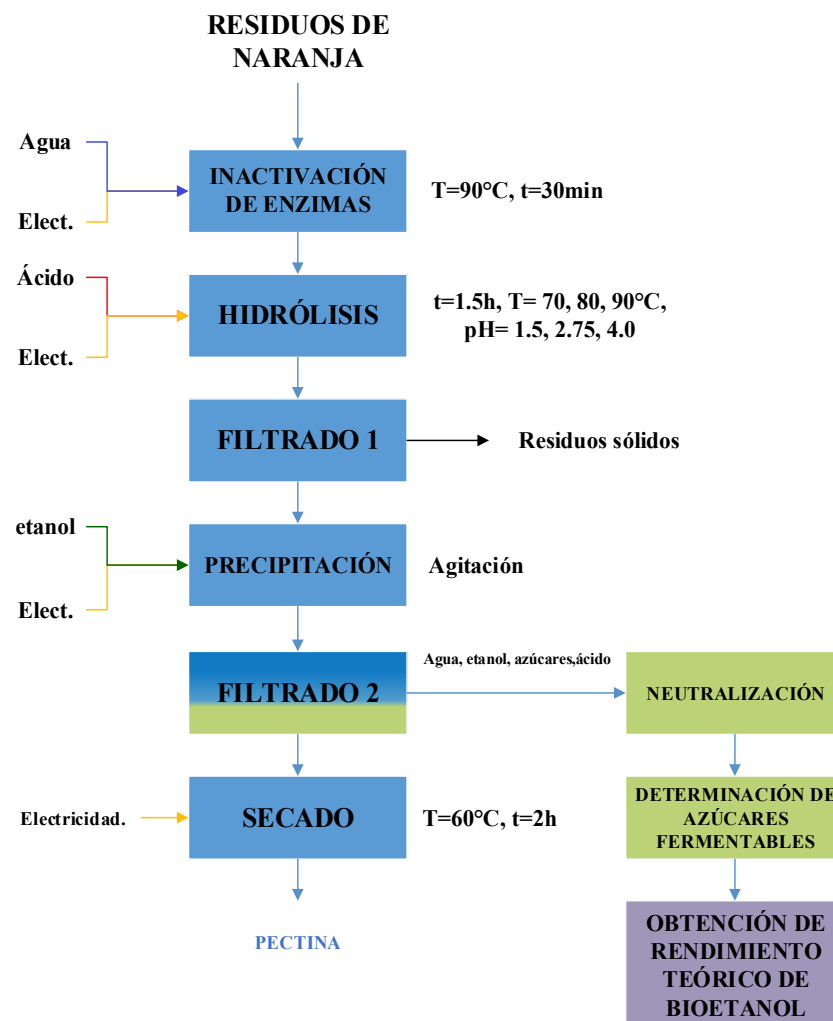 RESIDUOS DE
NARANJA
Agua
Elect.
INACTIVACIÓN
DE ENZIMAS
T=90°C, t=30min
Ácido
Elect.
HIDRÓLISIS
t=1.5h, T= 70, 80, 90°C,
pH= 1.5, 2.75, 4.0
FILTRADO 1
Residuos sólidos
etanol
Elect.
PRECIPITACIÓN
Agitación
FILTRADO 2
Agua, etanol, azúcares,ácido
NEUTRALIZACIÓN
Electricidad.
SECADO
T=60°C, t=2h
DETERMINACIÓN DE
AZÚCARES
FERMENTABLES
PECTINA
OBTENCIÓN DE
RENDIMIENTO
TEÓRICO DE
BIOETANOL